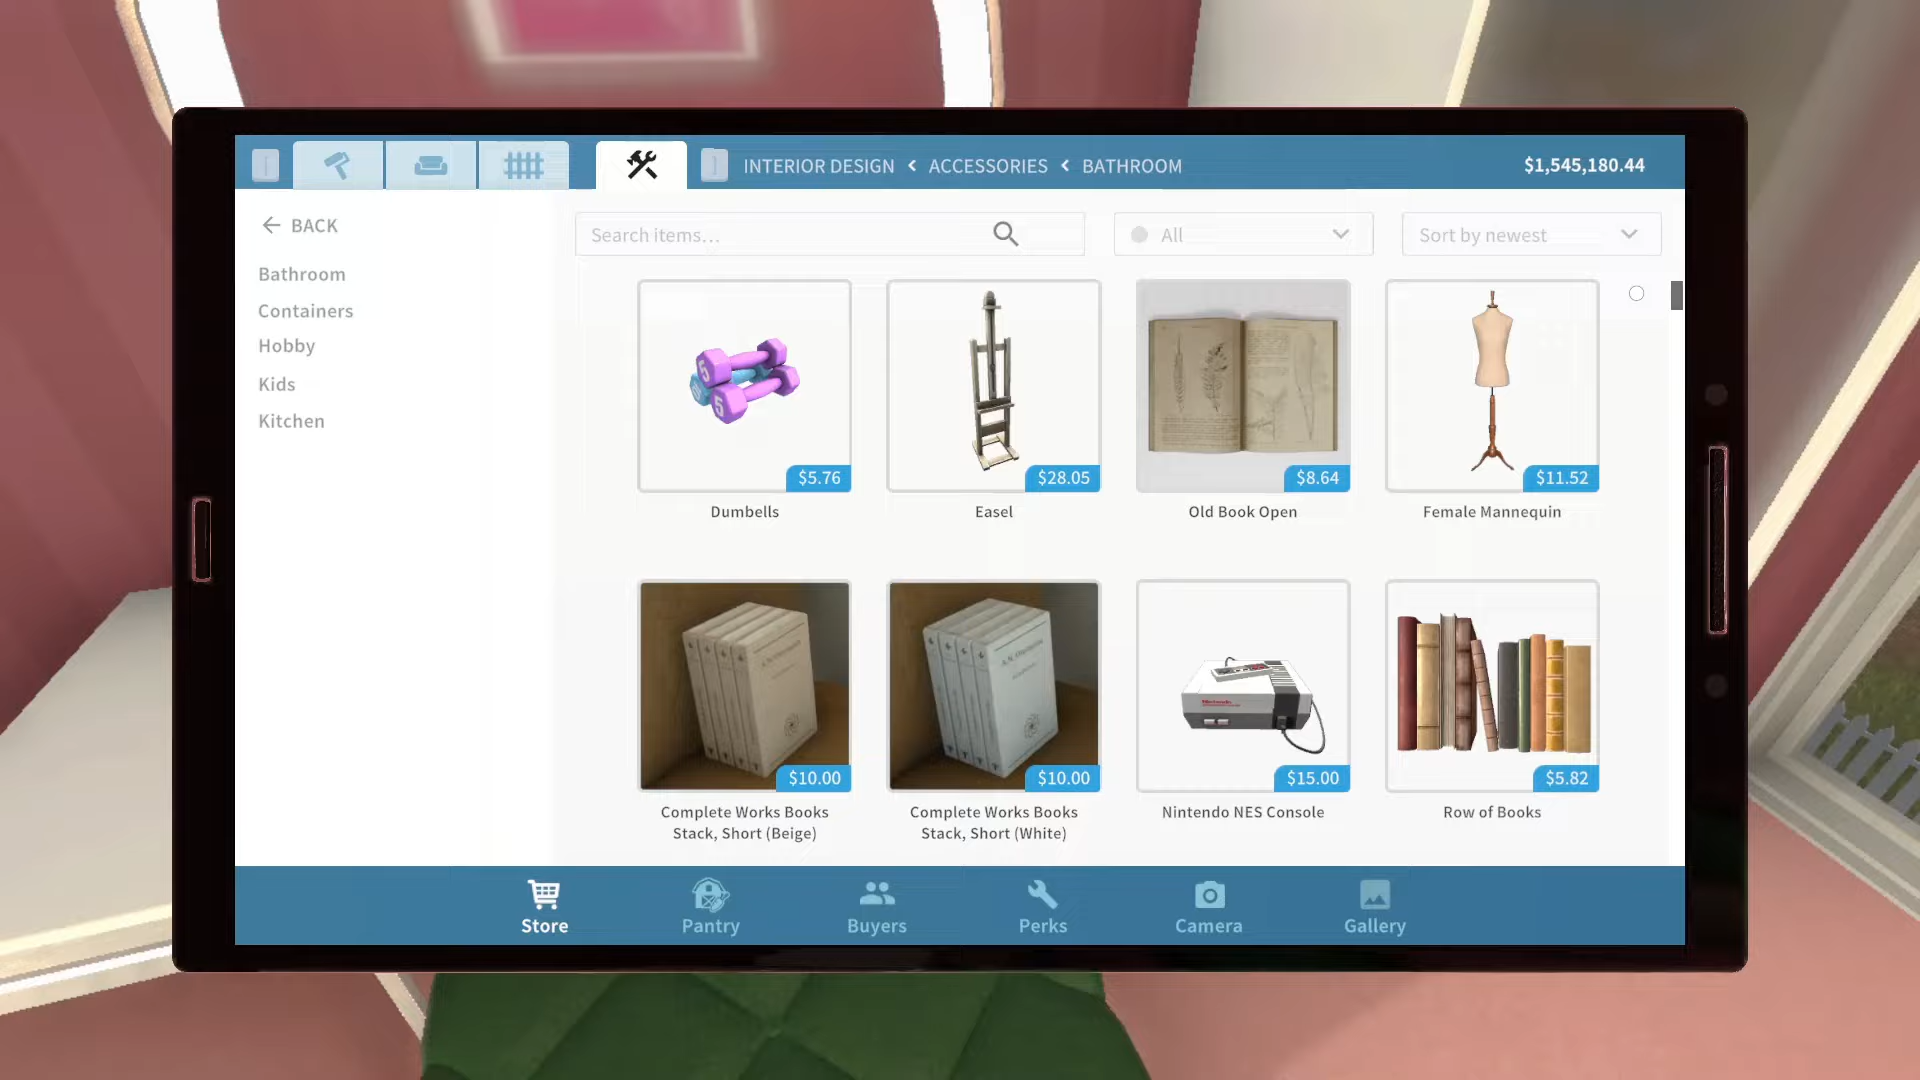 INTERIOR DESIGN < ACCESSORIES < BATHROOM
$1,545,180.44
BACK
Search items...
All
Sort by newest
Bathroom
Containers
Hobby
Kids
Kitchen
5
5
$5.76
$28.05
$8.64
$11.52
Dumbells
Easel
Old Book Open
Female Mannequin
Nintendo
$10.00
$10.00
$15.00
$5.82
Complete Works Books
Stack, Short (Beige)
Complete Works Books
Stack, Short (White)
Nintendo NES Console
Row of Books
Store
Pantry
Buyers
Perks
Camera
Gallery